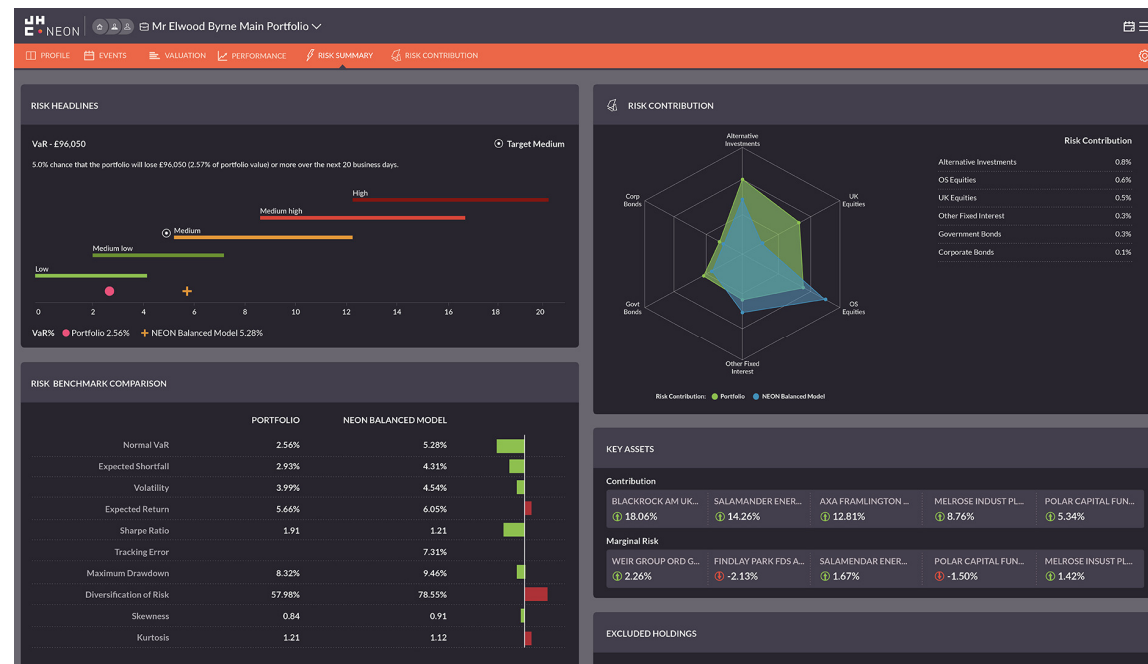 JH
E • NEON
Mr Elwood Byrne Main Portfolio
PROFILE EVENTS VALUATION PERFORMANCE RISK SUMMARY RISK CONTRIBUTION
RISK HEADLINES
VaR - £96,050
Target Medium
5.0% chance that the portfolio will lose £96,050 (2.57% of portfolio value) or more over the next 20 business days.
High
Medium high
Medium
Medium low
Low
0 2 4 6 8 10 12 14 16 18 20
VaR% Portfolio 2.56% NEON Balanced Model 5.28%
RISK BENCHMARK COMPARISON
PORTFOLIO NEON BALANCED MODEL
Normal VaR 2.56% 5.28%
Expected Shortfall 2.93% 4.31%
Volatility 3.99% 4.54%
Expected Return 5.66% 6.05%
Sharpe Ratio 1.91 1.21
Tracking Error 7.31%
Maximum Drawdown 8.32% 9.46%
Diversification of Risk 57.98% 78.55%
Skewness 0.84 0.91
Kurtosis 1.21 1.12
RISK CONTRIBUTION
Alternative
Investments
UK
Equities
OS
Equities
Other Fixed
Interest
Govt
Bonds
Corp
Bonds
Risk Contribution: Portfolio NEON Balanced Model
Risk Contribution
Alternative Investments 0.8%
OS Equities 0.6%
UK Equities 0.5%
Other Fixed Interest 0.3%
Government Bonds 0.3%
Corporate Bonds 0.1%
KEY ASSETS
Contribution
BLACKROCK AM UK... SALAMANDER ENER... AXA FRAMLINGTON ... MELROSE INDUST PL... POLAR CAPITAL FUN...
18.06% 14.26% 12.81% 8.76% 5.34%
Marginal Risk
WEIR GROUP ORD G... FINDLAY PARK FDS A... SALAMENDAR ENER... POLAR CAPITAL FUN... MELROSE INSUST PL...
2.26% -2.13% 1.67% -1.50% 1.42%
EXCLUDED HOLDINGS